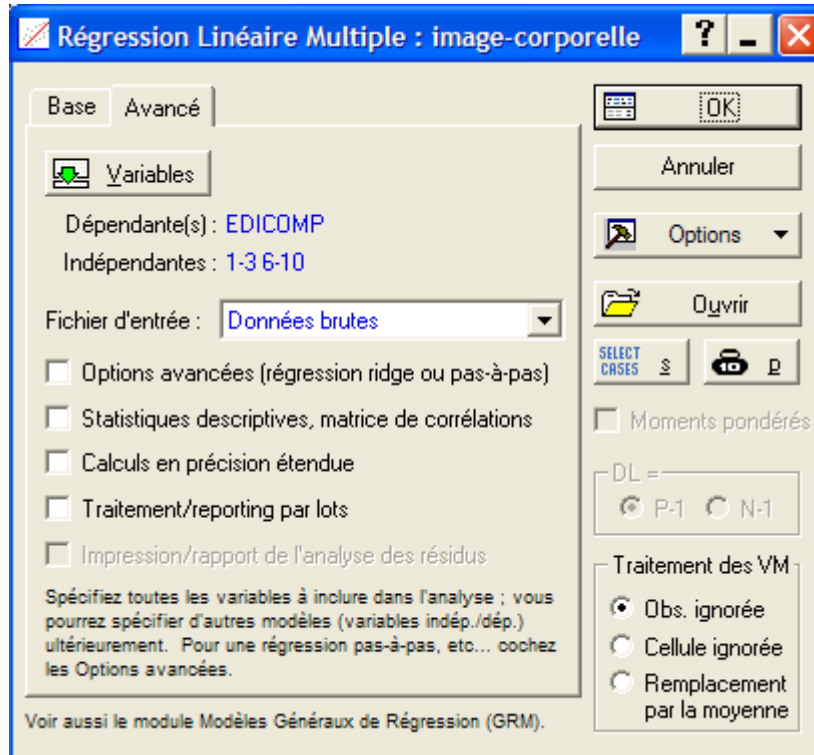 Régression Linéaire Multiple : image-corporelle
Base Avancé
Variables
Dépendante(s) : EDICOMP
Indépendantes : 1-3 6-10
Fichier d'entrée : Données brutes
Options avancées (régression ridge ou pas-à-pas)
Statistiques descriptives, matrice de corrélations
Calculs en précision étendue
Traitement/reporting par lots
Impression/rapport de l'analyse des résidus
Spécifiez toutes les variables à inclure dans l'analyse ; vous
pourrez spécifier d'autres modèles (variables indép./dép.)
ultérieurement. Pour une régression pas-à-pas, etc... cochez
les Options avancées.
Voir aussi le module Modèles Généraux de Régression (GRM).
OK
Annuler
Options
Ouvrir
SELECT
CASES S
10 P
Moments pondérés
DL =
P-1 N-1
Traitement des VM
Obs. ignorée
Cellule ignorée
Remplacement
par la moyenne